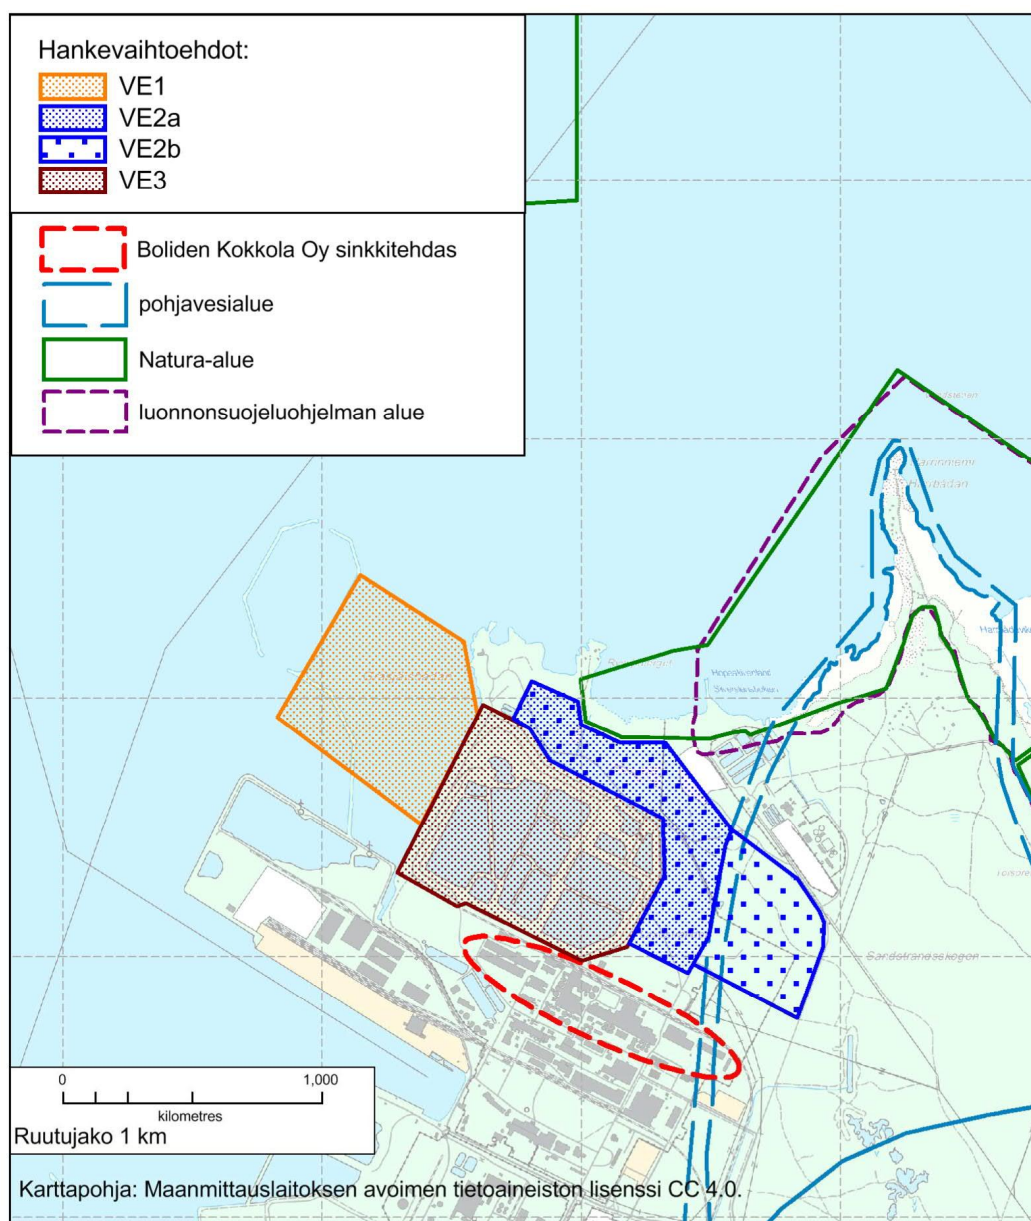 Hankevaihtoehdot:
VE1
VE2a
VE2b
VE3
Boliden Kokkola Oy sinkkitehdas
pohjavesialue
Natura-alue
luonnonsuojeluohjelman alue
Sandstrandsskogen
0
1,000
kilometres
Ruutujako 1 km
Karttapohja: Maanmittauslaitoksen avoimen tietoaineiston lisenssi CC 4.0.